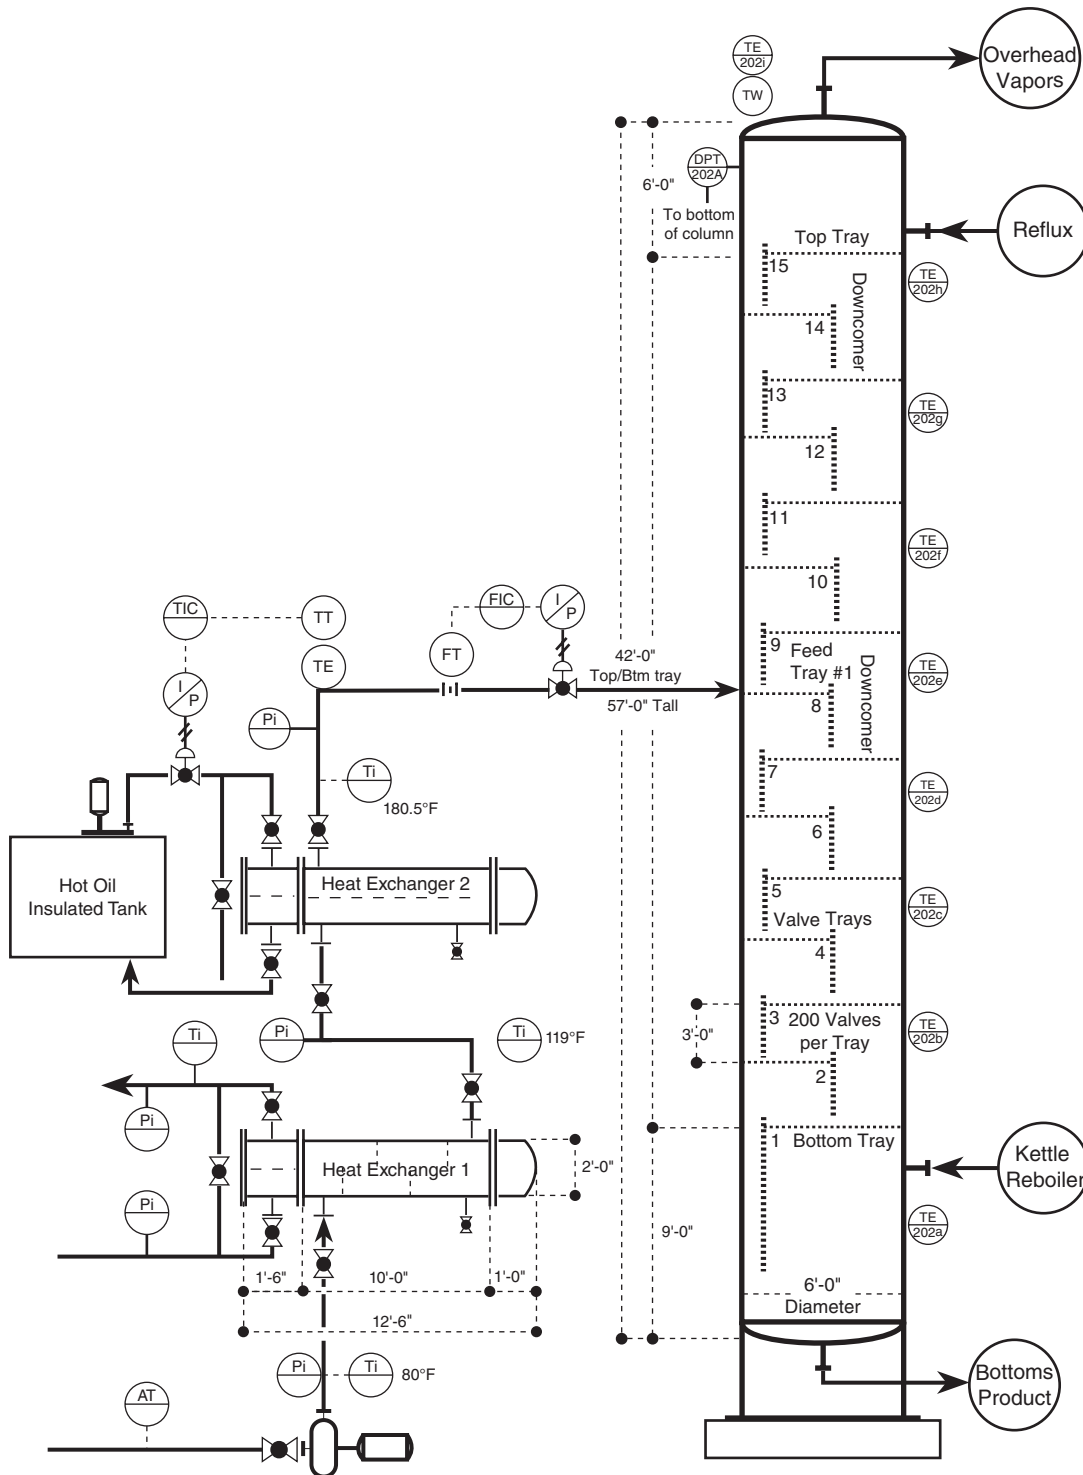 TE
202i
TW
Overhead
Vapors
DPT
202A
6'-0"
To bottom
of column
Reflux
Top Tray
15
TE
202h
Downcomer
14
13
TE
202g
12
11
TE
202f
10
TIC
TT
FIC
I
P
FT
TE
9
Feed
Tray #1
42'-0"
Top/Btm tray
57'-0" Tall
TE
202e
8
Downcomer
I
P
Pi
Ti
180.5°F
7
TE
202d
6
Hot Oil
Insulated Tank
Heat Exchanger 2
5
Valve Trays
TE
202c
4
3
200 Valves
per Tray
3'-0"
TE
202b
2
Ti
Pi
Ti
119°F
Pi
1
Bottom Tray
Heat Exchanger 1
2'-0"
Kettle
Reboiler
Pi
9'-0"
TE
202a
1'-6"
10'-0"
1'-0"
6'-0"
Diameter
12'-6"
Pi
Ti
80°F
Bottoms
Product
AT